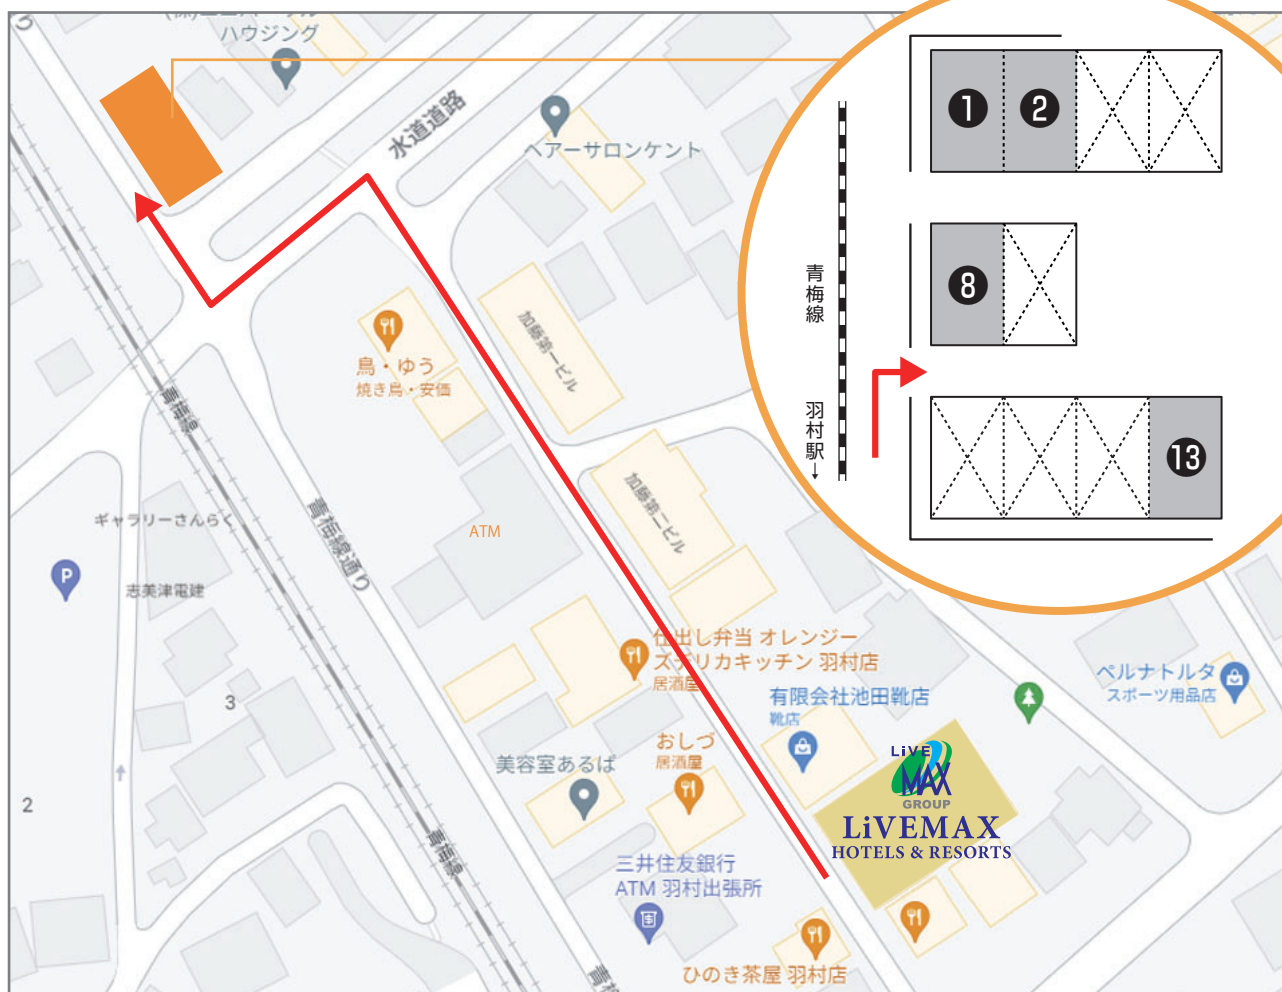 ハウジング
水道道路
ヘアーサロンケント
1
2
8
13
青梅線
羽村駅→
鳥・ゆう
焼き鳥・安価
加藤第一ビル
加藤第二ビル
青梅線
青梅線通り
ATM
ギャラリーさんらく
志美津電建
P
仕出し弁当 オレンジー
ズデリカキッチン 羽村店
居酒屋
有限会社池田靴店
靴店
ペルナトルタ
スポーツ用品店
3
2
美容室あるば
おしづ
居酒屋
LiVE
MAX
GROUP
LiVEMAX
HOTELS & RESORTS
青梅線
三井住友銀行
ATM 羽村出張所
ひのき茶屋 羽村店
青梅